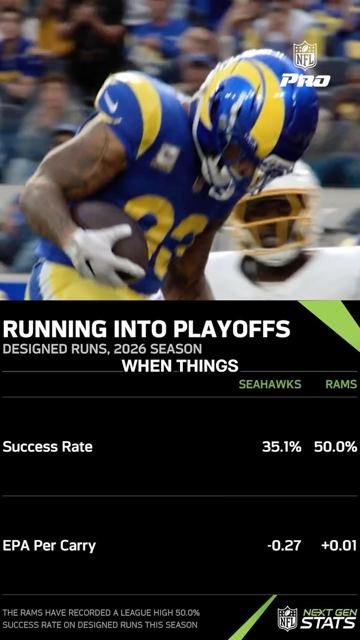 NFL
PRO
RUNNING INTO PLAYOFFS
DESIGNED RUNS, 2026 SEASON
WHEN THINGS
SEAHAWKS RAMS
Success Rate 35.1% 50.0%
EPA Per Carry -0.27 +0.01
THE RAMS HAVE RECORDED A LEAGUE HIGH 50.0%
SUCCESS RATE ON DESIGNED RUNS THIS SEASON
NFL NEXT GEN
STATS